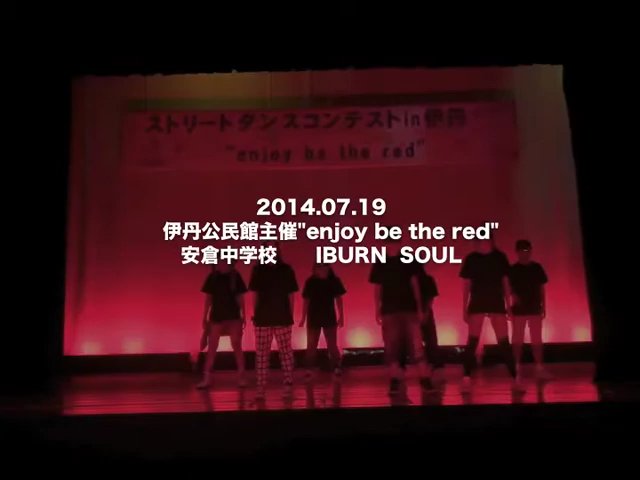 ストリートダンスコンテストin伊丹
"enjoy be the red"
2014.07.19
伊丹公民館主催"enjoy be the red"
安倉中学校 IBURN SOUL